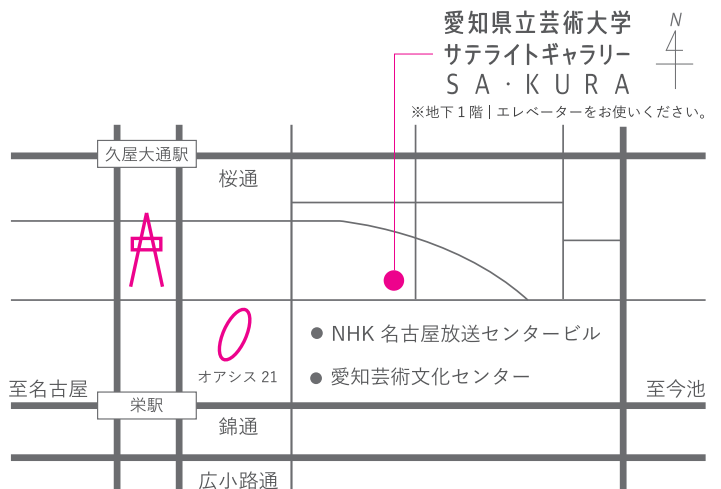 愛知県立芸術大学
サテライトギャラリー
SA・KURA
※地下1階｜エレベーターをお使いください。
N
久屋大通駅
桜通
NHK 名古屋放送センタービル
オアシス21
愛知芸術文化センター
至名古屋
至今池
栄駅
錦通
広小路通